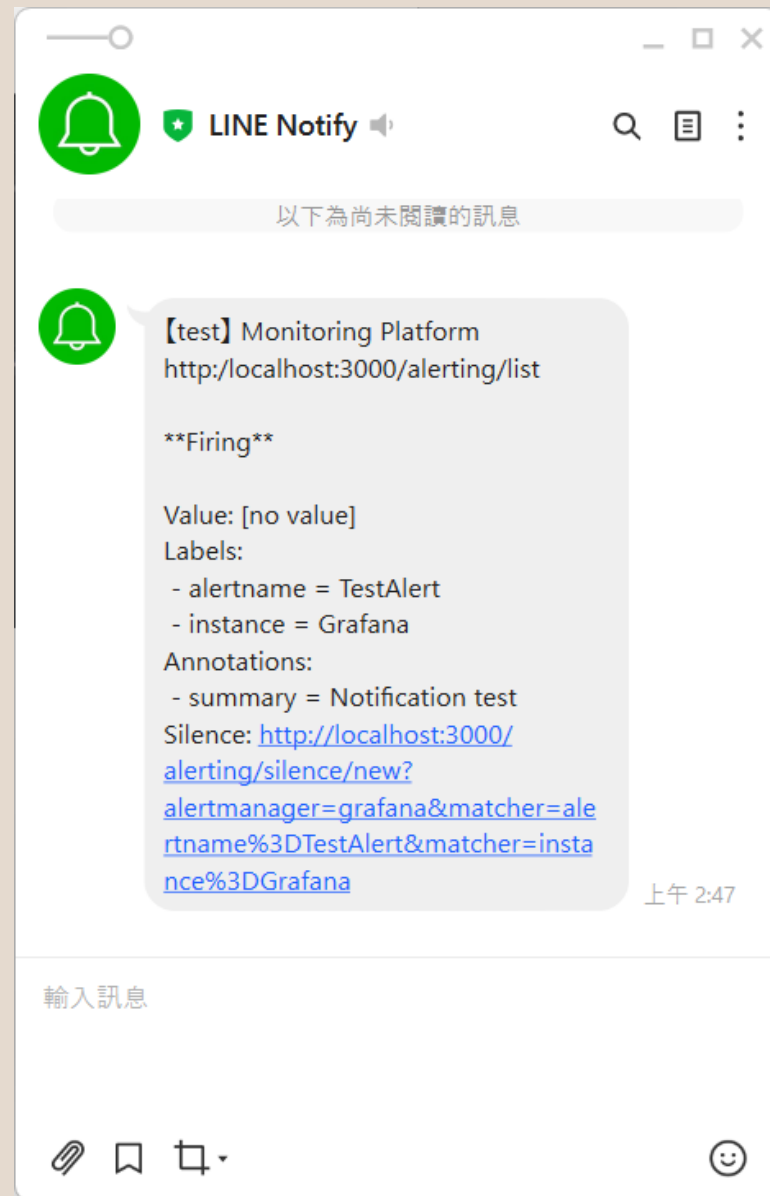 LINE Notify
以下為尚未閱讀的訊息
【test】Monitoring Platform
http:/localhost:3000/alerting/list
**Firing**
Value: [no value]
Labels:
- alertname = TestAlert
- instance = Grafana
Annotations:
- summary = Notification test
Silence: http://localhost:3000/
alerting/silence/new?
alertmanager=grafana&matcher=ale
rtname%3DTestAlert&matcher=insta
nce%3DGrafana
上午 2:47
輸入訊息